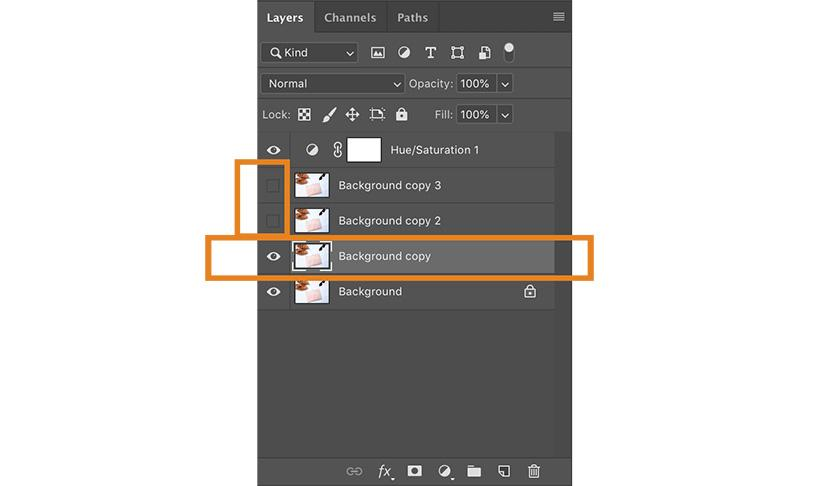 Layers Channels Paths
Kind T
Normal Opacity: 100%
Lock: Fill: 100%
Hue/Saturation 1
Background copy 3
Background copy 2
Background copy
Background
fx